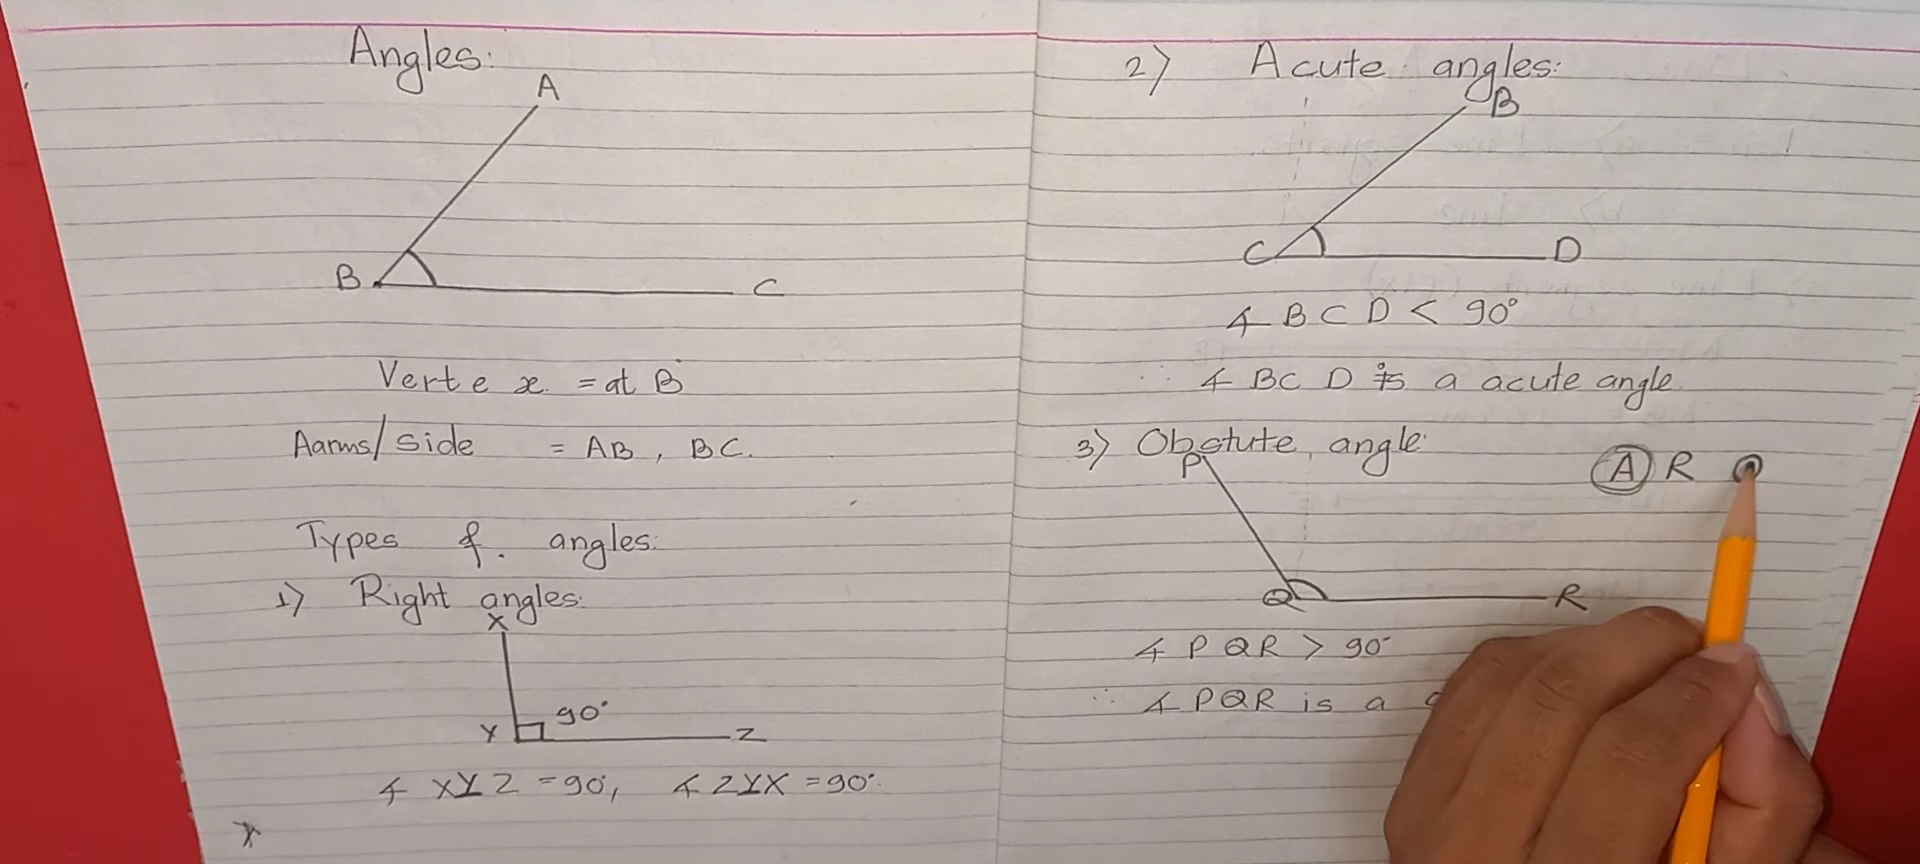 Angles:
A
B
C
Vertex = at B
Aarms/side = AB, BC.
Types of. angles:
1) Right angles:
X
90°
Y
Z
∡ XYZ = 90°, ∡ ZYX = 90°.
2) Acute angles:
B
C
D
∡ BCD < 90°
∴ ∡ BCD is a acute angle.
3) Obstute, angle:
P
A R O
Q
R
∡ PQR > 90°
∴ ∡ PQR is a